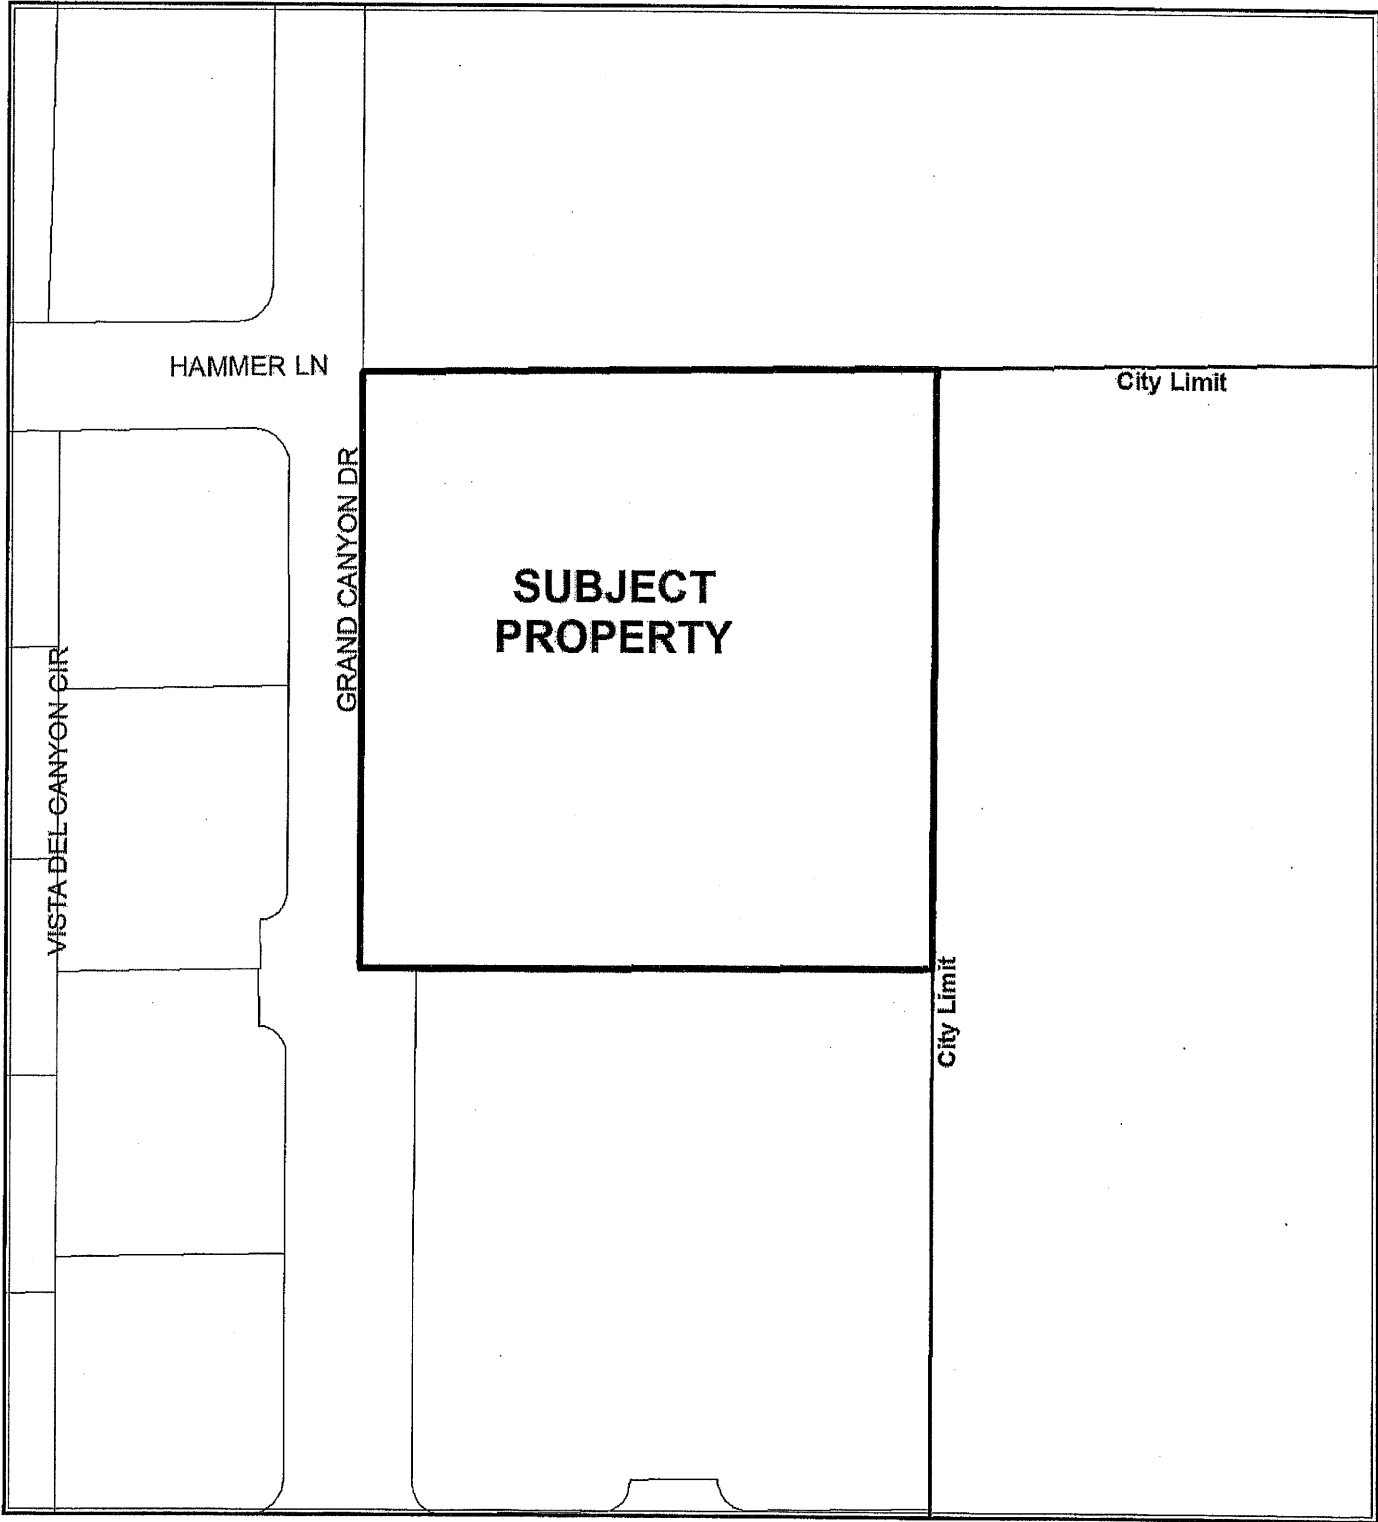 HAMMER LN
City Limit
GRAND CANYON DR
SUBJECT
PROPERTY
VISTA DEL CANYON CIR
City Limit